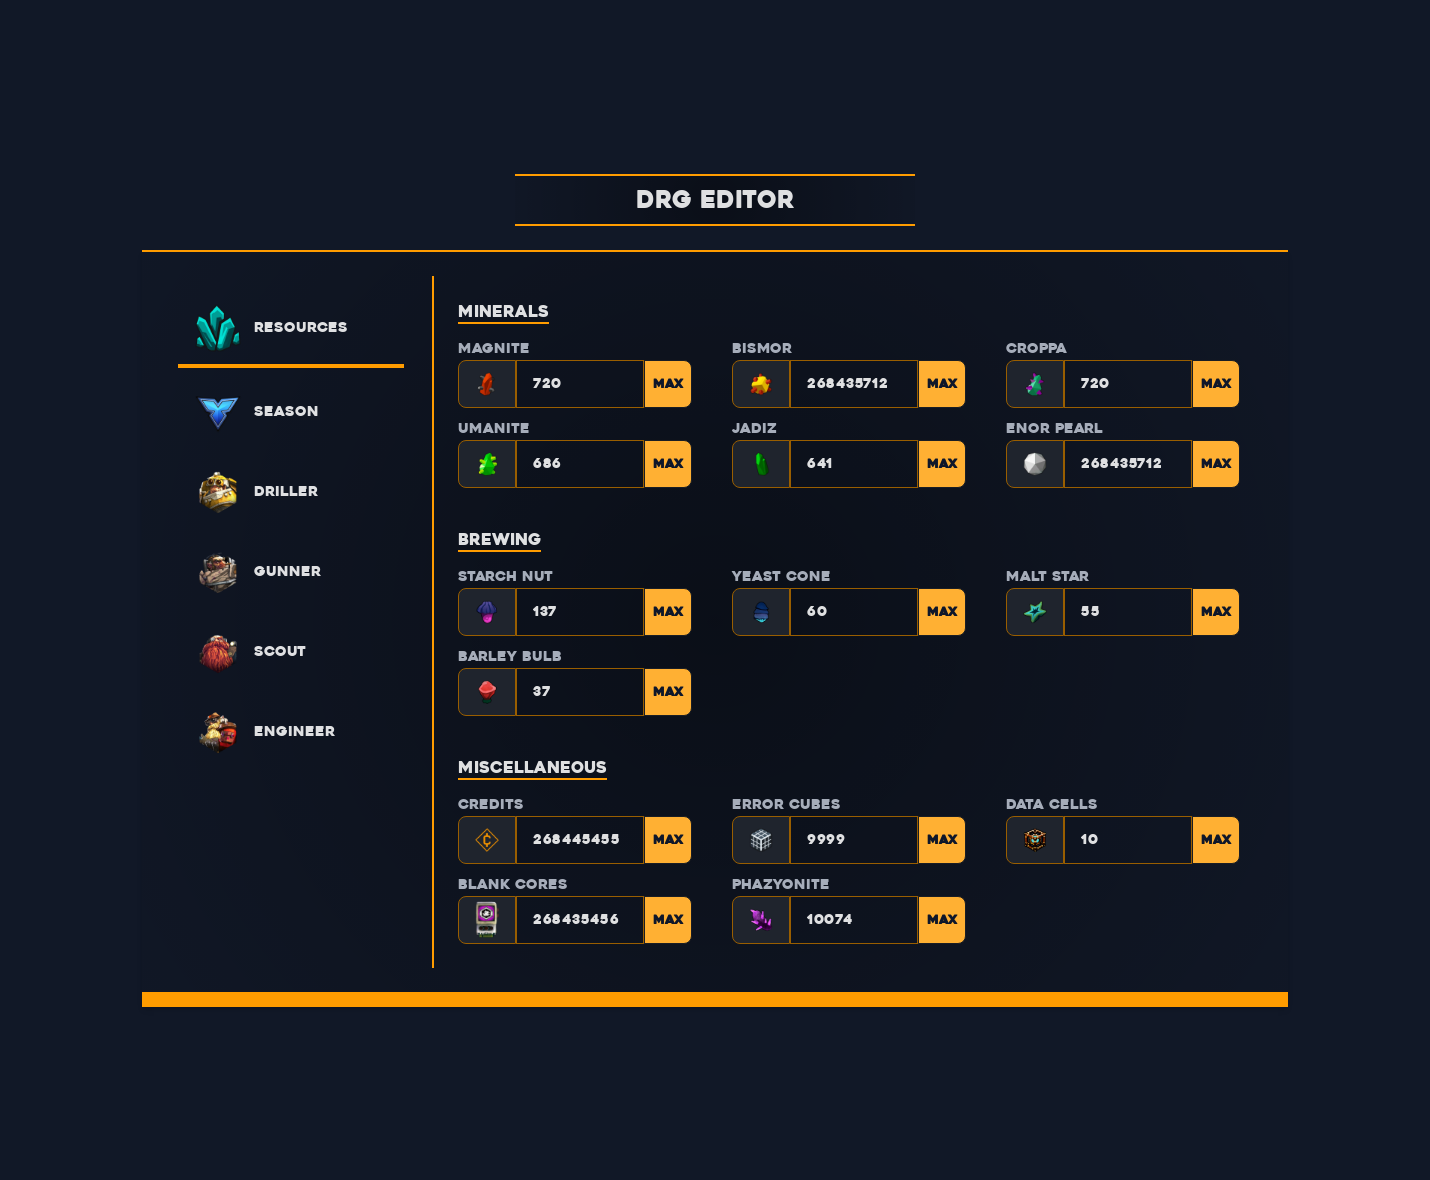 DRG EDITOR
RESOURCES
SEASON
DRILLER
GUNNER
SCOUT
ENGINEER
MINERALS
MAGNITE BISMOR CROPPA
720 MAX 268435712 MAX 720 MAX
UMANITE JADIZ ENOR PEARL
686 MAX 641 MAX 268435712 MAX
BREWING
STARCH NUT YEAST CONE MALT STAR
137 MAX 60 MAX 55 MAX
BARLEY BULB
37 MAX
MISCELLANEOUS
CREDITS ERROR CUBES DATA CELLS
268445455 MAX 9999 MAX 10 MAX
BLANK CORES PHAZYONITE
268435456 MAX 10074 MAX